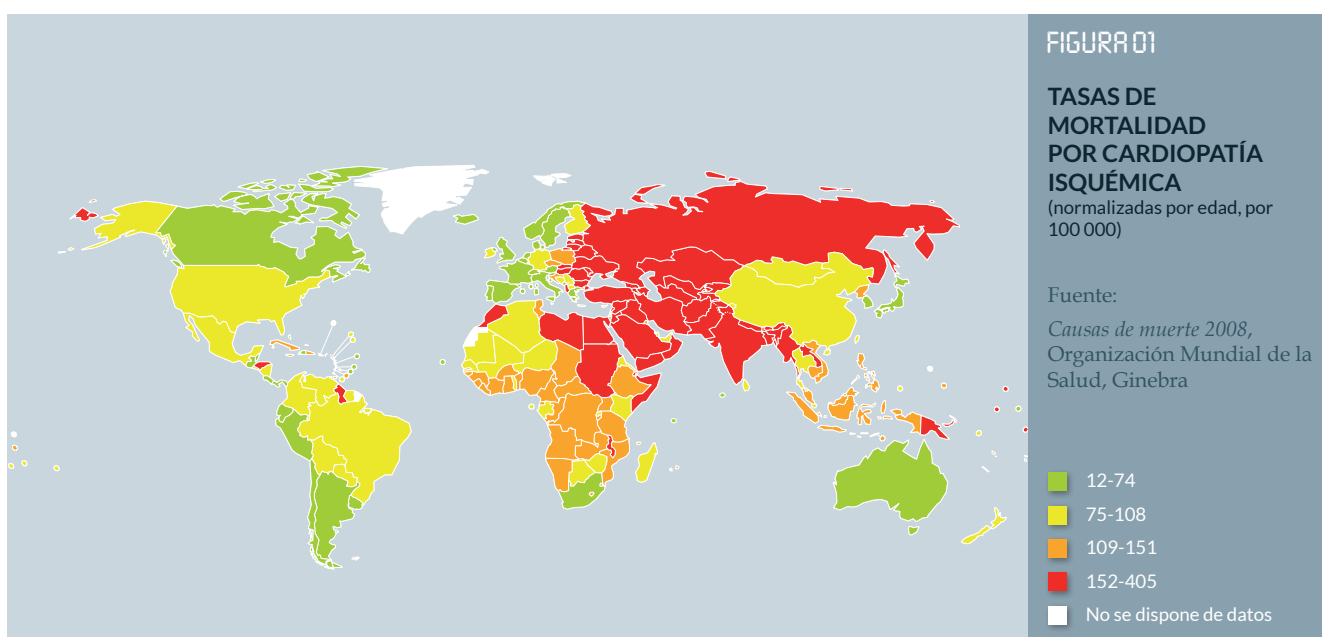 FIGURA 01
TASAS DE
MORTALIDAD
POR CARDIOPATÍA
ISQUÉMICA
(normalizadas por edad, por
100 000)
Fuente:
Causas de muerte 2008,
Organización Mundial de la
Salud, Ginebra
12-74
75-108
109-151
152-405
No se dispone de datos